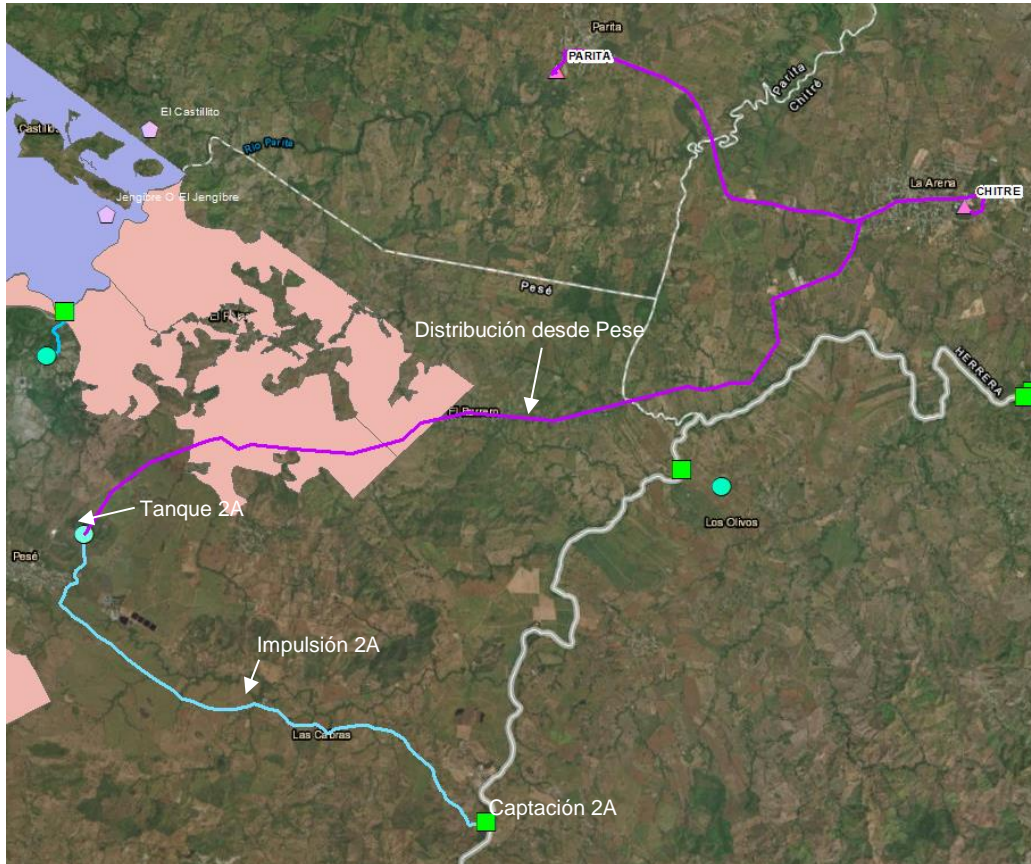 Parita
PARITA
Parita
Chitré
El Castillito
Castillo
Río Parita
Jengibre O El Jengibre
La Arena
CHITRE
Pesé
Distribución desde Pese
HERRERA
Tanque 2A
Los Olivos
Pesé
Impulsión 2A
Las Cabras
Captación 2A